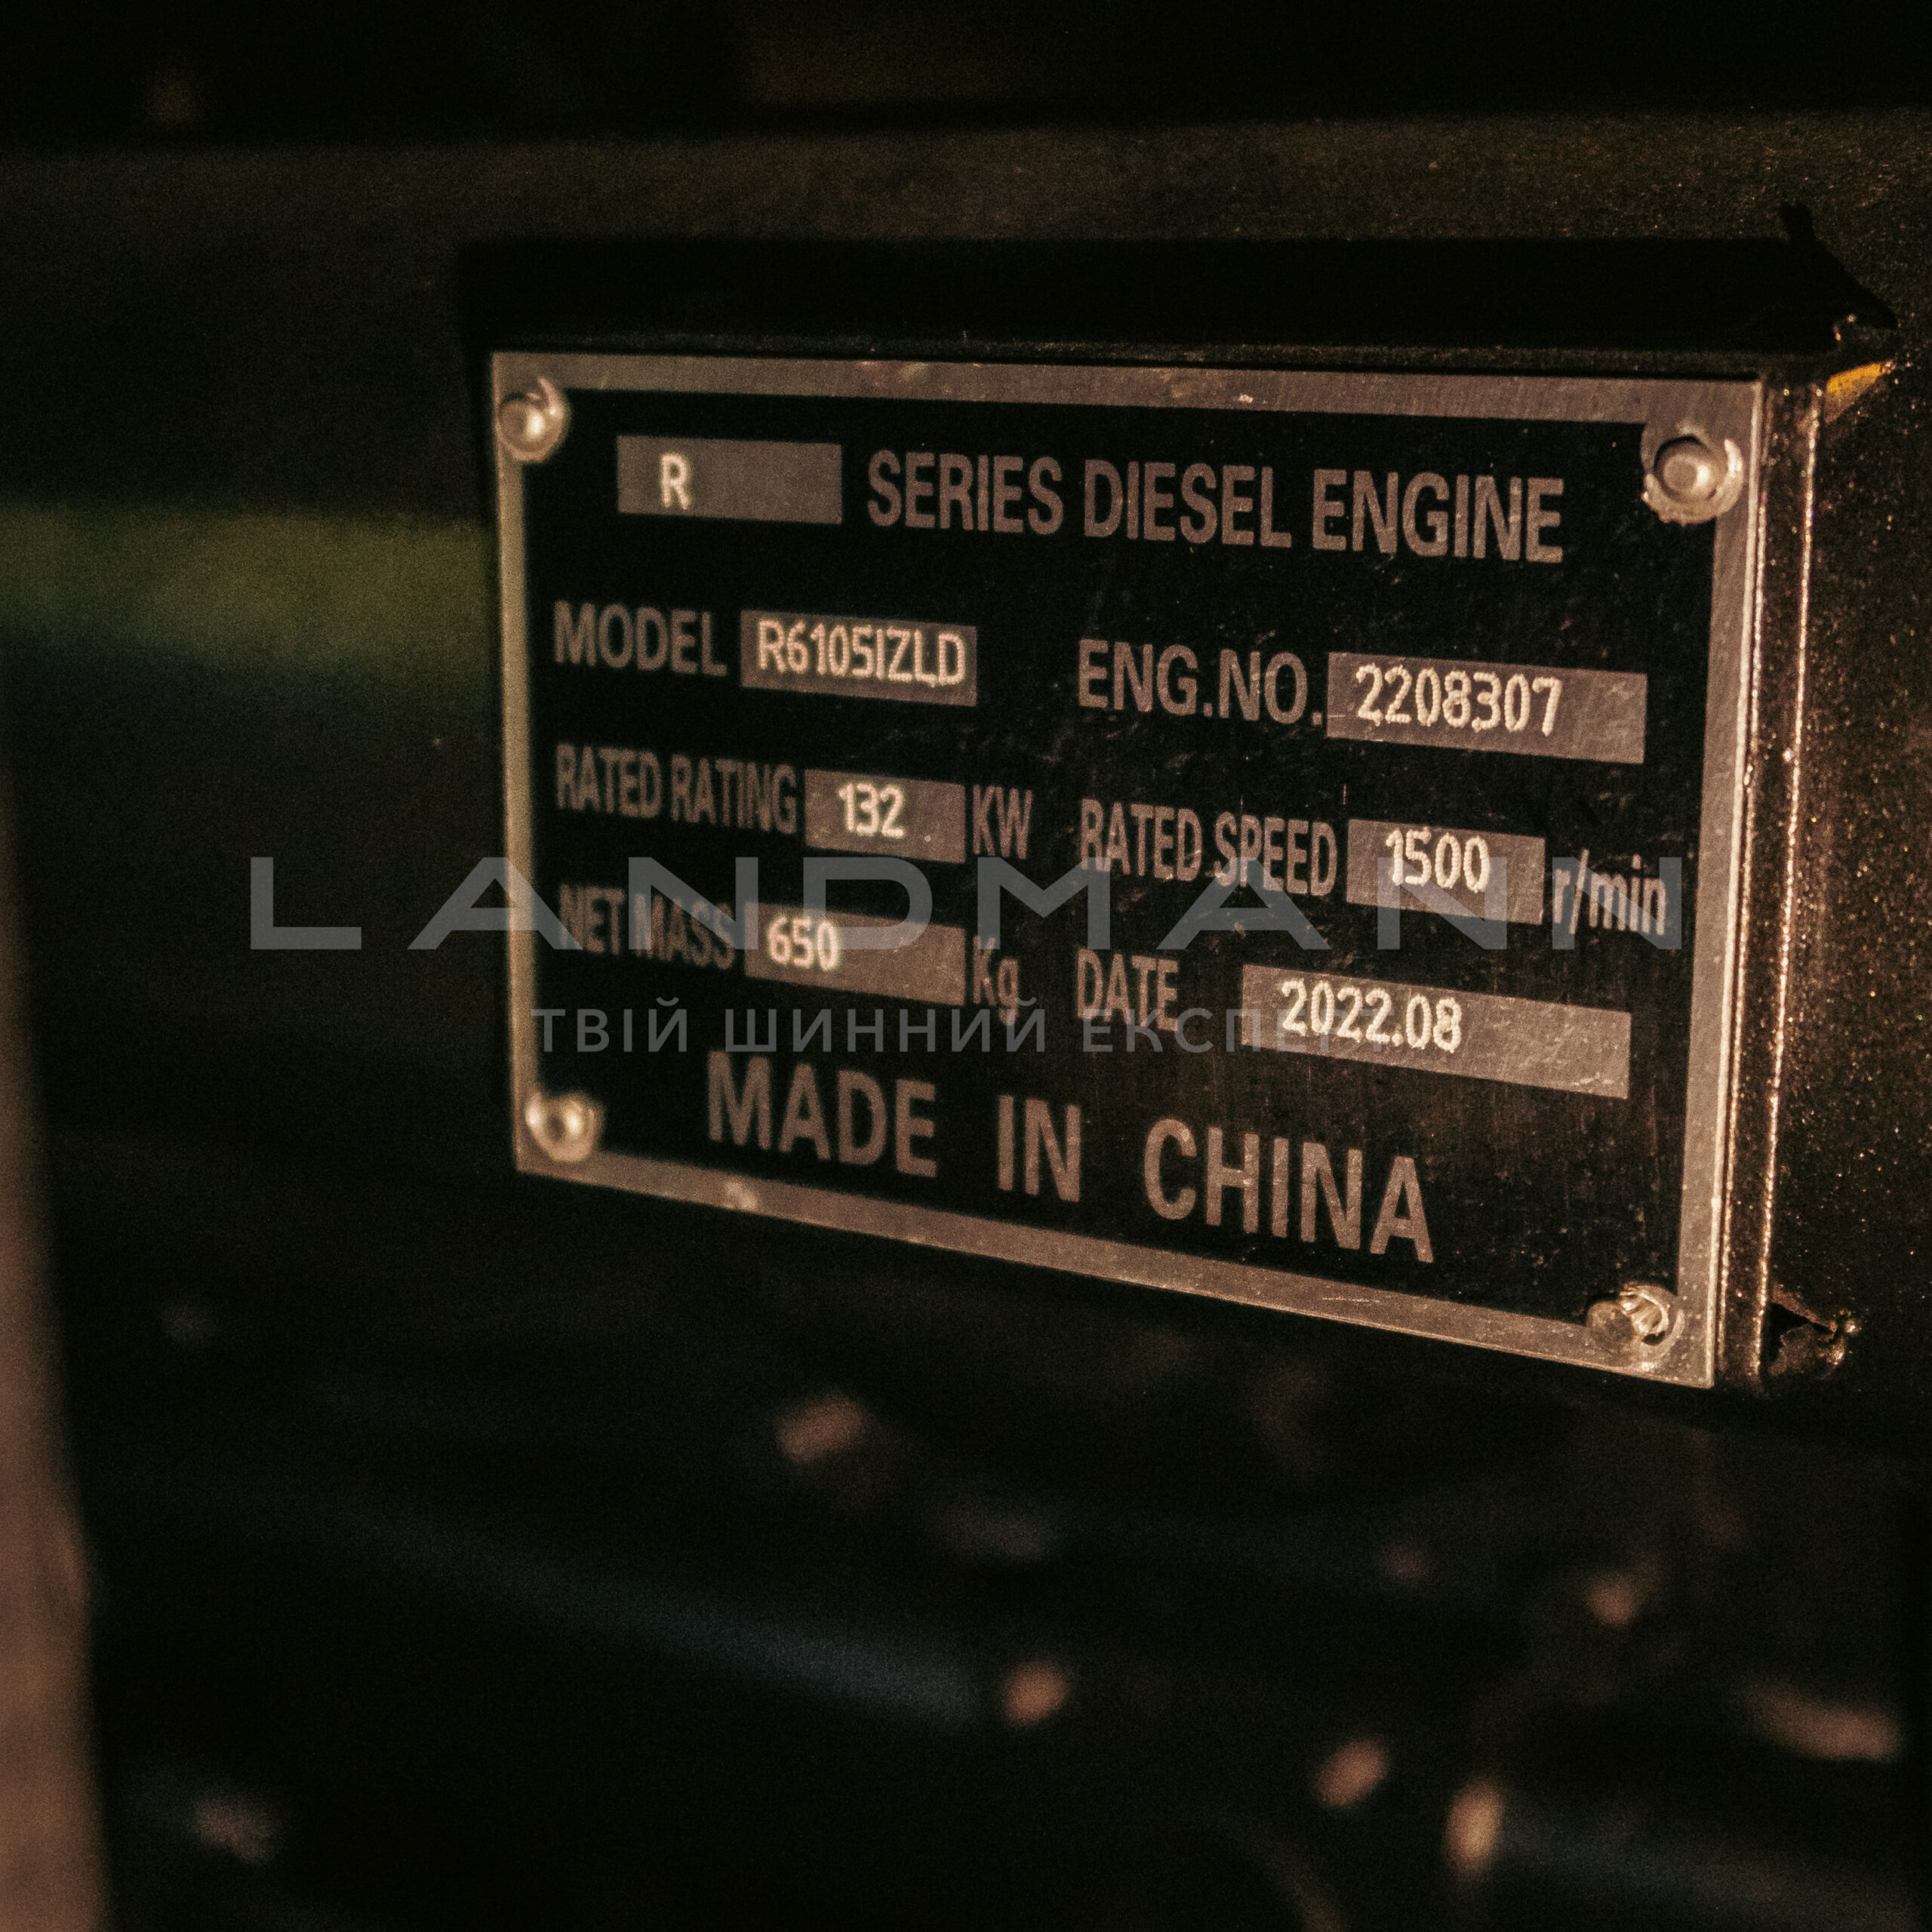 R SERIES DIESEL ENGINE
MODEL R6105IZLD ENG.NO. 2208307
RATED RATING 132 KW RATED SPEED 1500 r/min
NET MASS 650 Kg DATE 2022.08
MADE IN CHINA
LANDMANN
ТВІЙ ШИННИЙ ЕКСПЕРТ